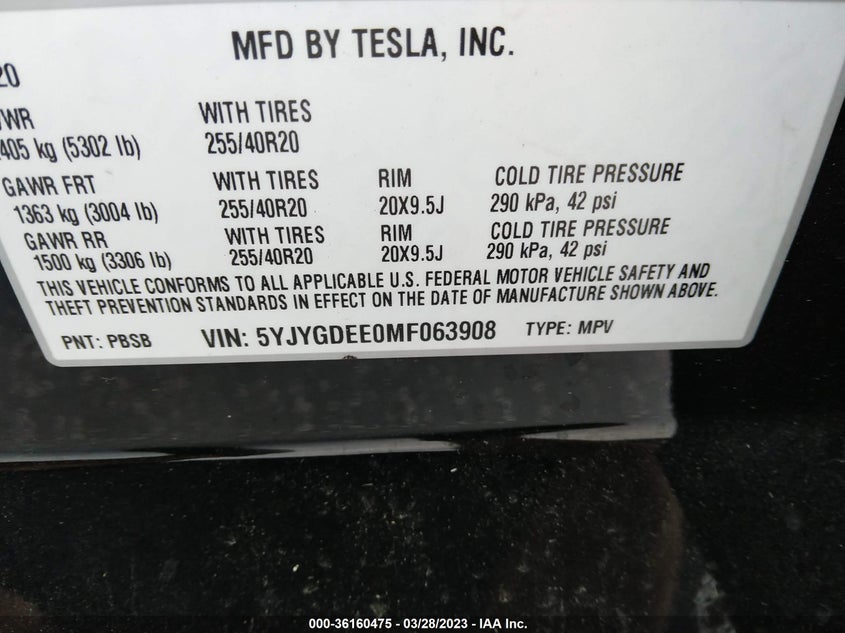 MFD BY TESLA, INC.
20
WITH TIRES
405 kg (5302 lb) 255/40R20
GAWR FRT WITH TIRES RIM COLD TIRE PRESSURE
1363 kg (3004 lb) 255/40R20 20X9.5J 290 kPa, 42 psi
GAWR RR WITH TIRES RIM COLD TIRE PRESSURE
1500 kg (3306 lb) 255/40R20 20X9.5J 290 kPa, 42 psi
THIS VEHICLE CONFORMS TO ALL APPLICABLE U.S. FEDERAL MOTOR VEHICLE SAFETY AND
THEFT PREVENTION STANDARDS IN EFFECT ON THE DATE OF MANUFACTURE SHOWN ABOVE.
PNT: PBSB VIN: 5YJYGDEE0MF063908 TYPE: MPV
000-36160475 - 03/28/2023 - IAA Inc.